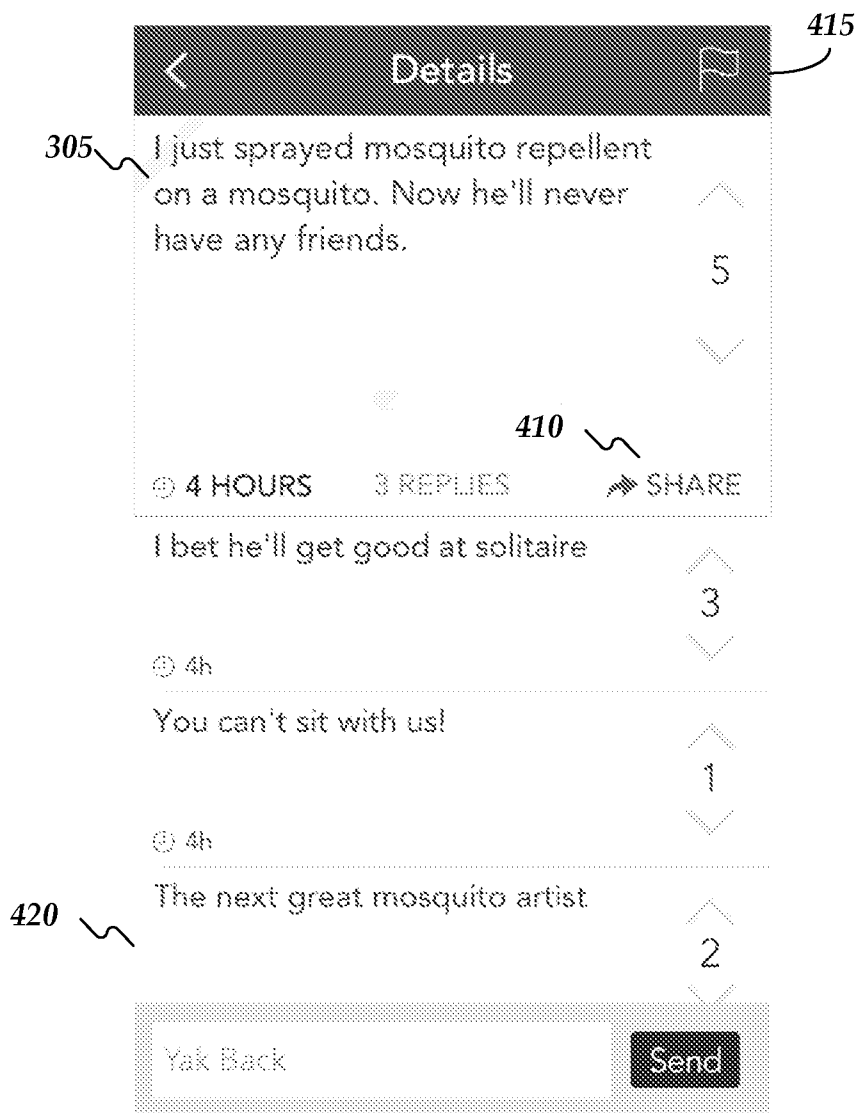 415
Details
305
I just sprayed mosquito repellent
on a mosquito. Now he'll never
have any friends.
5
410
4 HOURS 3 REPLIES SHARE
I bet he'll get good at solitaire
3
4h
You can't sit with us!
1
4h
The next great mosquito artist
420
2
Yak Back Send